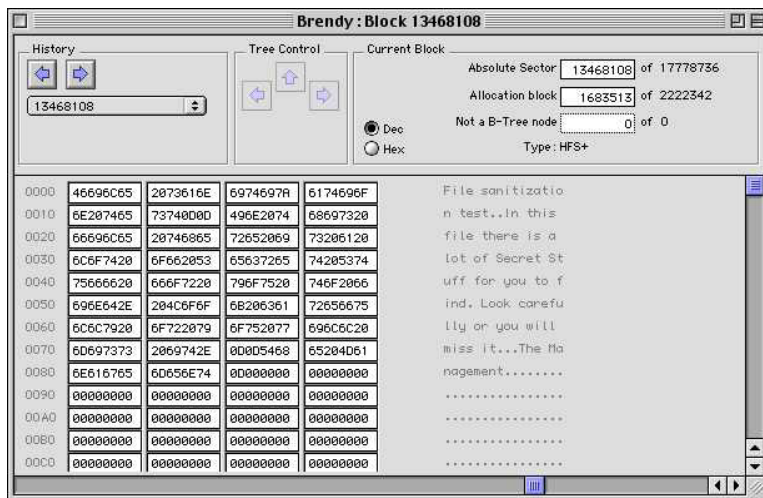 Brendy : Block 13468108
History
13468108
Tree Control
Current Block
Absolute Sector 13468108 of 17778736
Allocation block 1683513 of 2222342
Not a B-Tree node 0 of 0
Type : HFS+
Dec
Hex
0000 46696C65 2073616E 6974697A 6174696F File sanitizatio
0010 6E207465 73740D0D 496E2074 68697320 n test..In this
0020 66696C65 20746865 72652069 73206120 file there is a
0030 6C6F7420 6F662053 65637265 74205374 lot of Secret St
0040 75666620 666F7220 796F7520 746F2066 uff for you to f
0050 696E642E 204C6F6F 6B206361 72656675 ind. Look carefu
0060 6C6C7920 6F722079 6F752077 696C6C20 lly or you will
0070 6D697373 2069742E 0D0D5468 65204D61 miss it...The Ma
0080 6E616765 6D656E74 0D000000 00000000 nagement........
0090 00000000 00000000 00000000 00000000 ................
00A0 00000000 00000000 00000000 00000000 ................
00B0 00000000 00000000 00000000 00000000 ................
00C0 00000000 00000000 00000000 00000000 ................